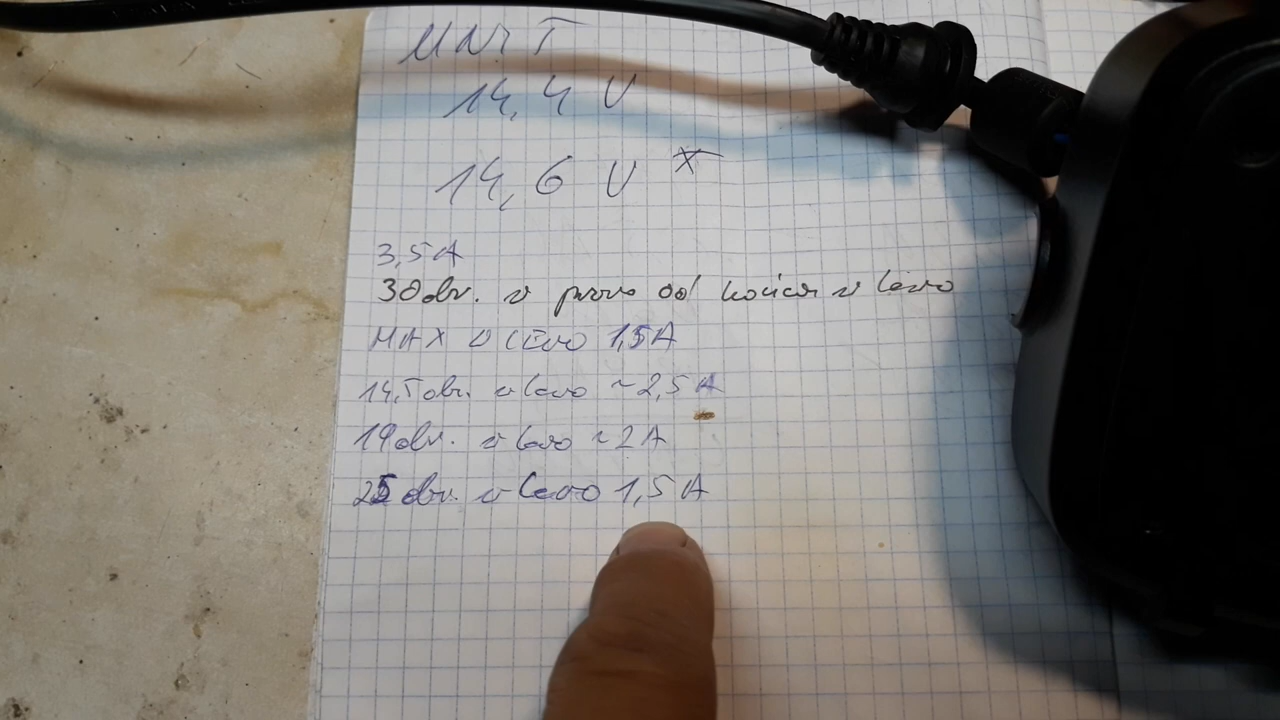 14,4 V
14,6 V *
3,5A
30obr. v pravo od konca v levo
MAX V LEVO 1,5A
14,5obr. v levo ~2,5A
19obr. v levo ~2A
25obr. v levo 1,5A